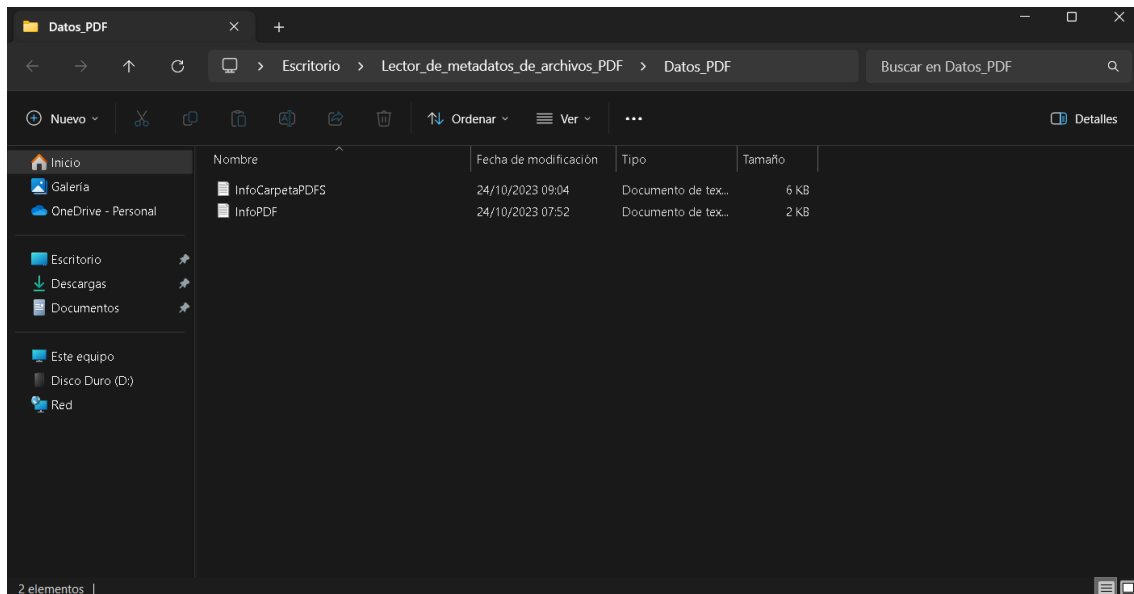 Datos_PDF
Escritorio > Lector_de_metadatos_de_archivos_PDF > Datos_PDF
Buscar en Datos_PDF
Nuevo
Ordenar
Ver
Detalles
Inicio
Galería
OneDrive - Personal
Escritorio
Descargas
Documentos
Este equipo
Disco Duro (D:)
Red
Nombre Fecha de modificación Tipo Tamaño
InfoCarpetaPDFS 24/10/2023 09:04 Documento de tex... 6 KB
InfoPDF 24/10/2023 07:52 Documento de tex... 2 KB
2 elementos